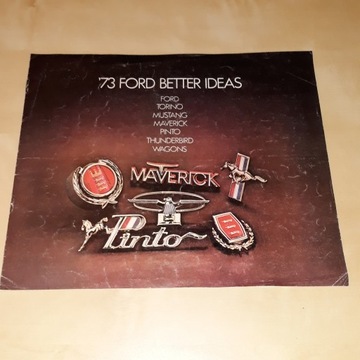 '73 FORD BETTER IDEAS
FORD
TORINO
MUSTANG
MAVERICK
PINTO
THUNDERBIRD
WAGONS
MAVERICK
Pinto